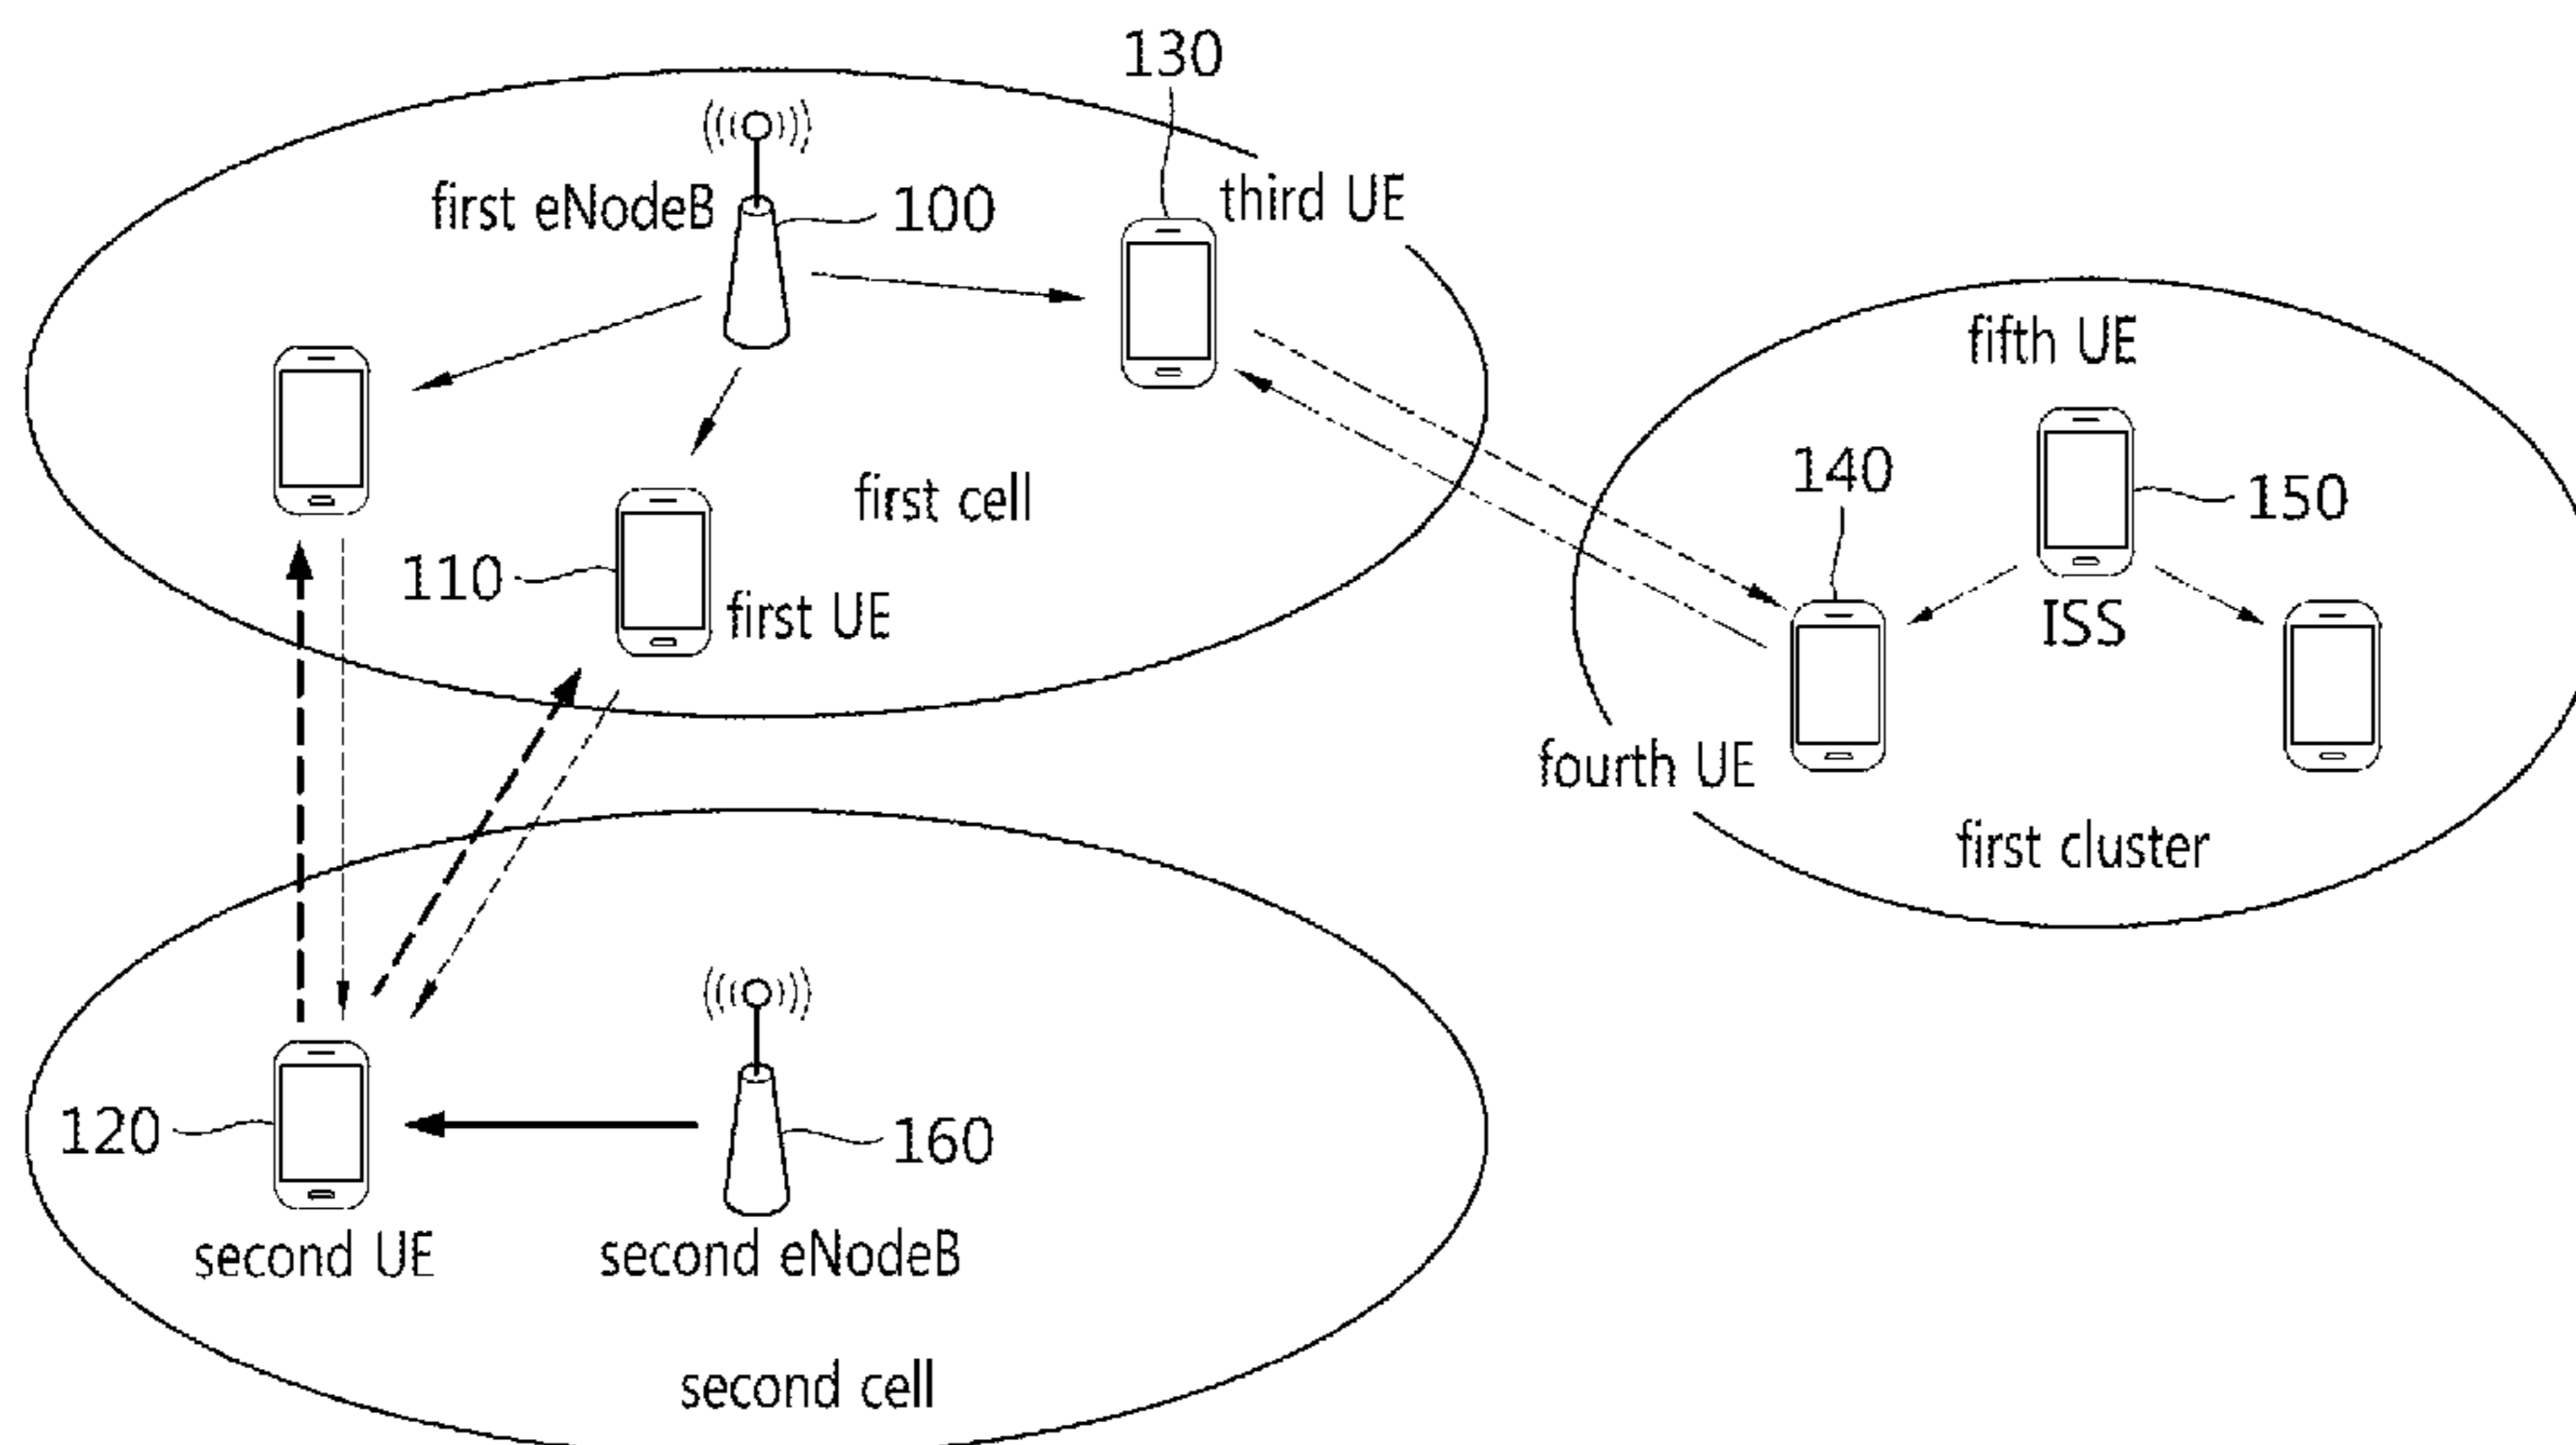 130
first eNodeB
100
third UE
fifth UE
140
150
first cell
110
first UE
ISS
fourth UE
first cluster
120
160
second UE
second eNodeB
second cell